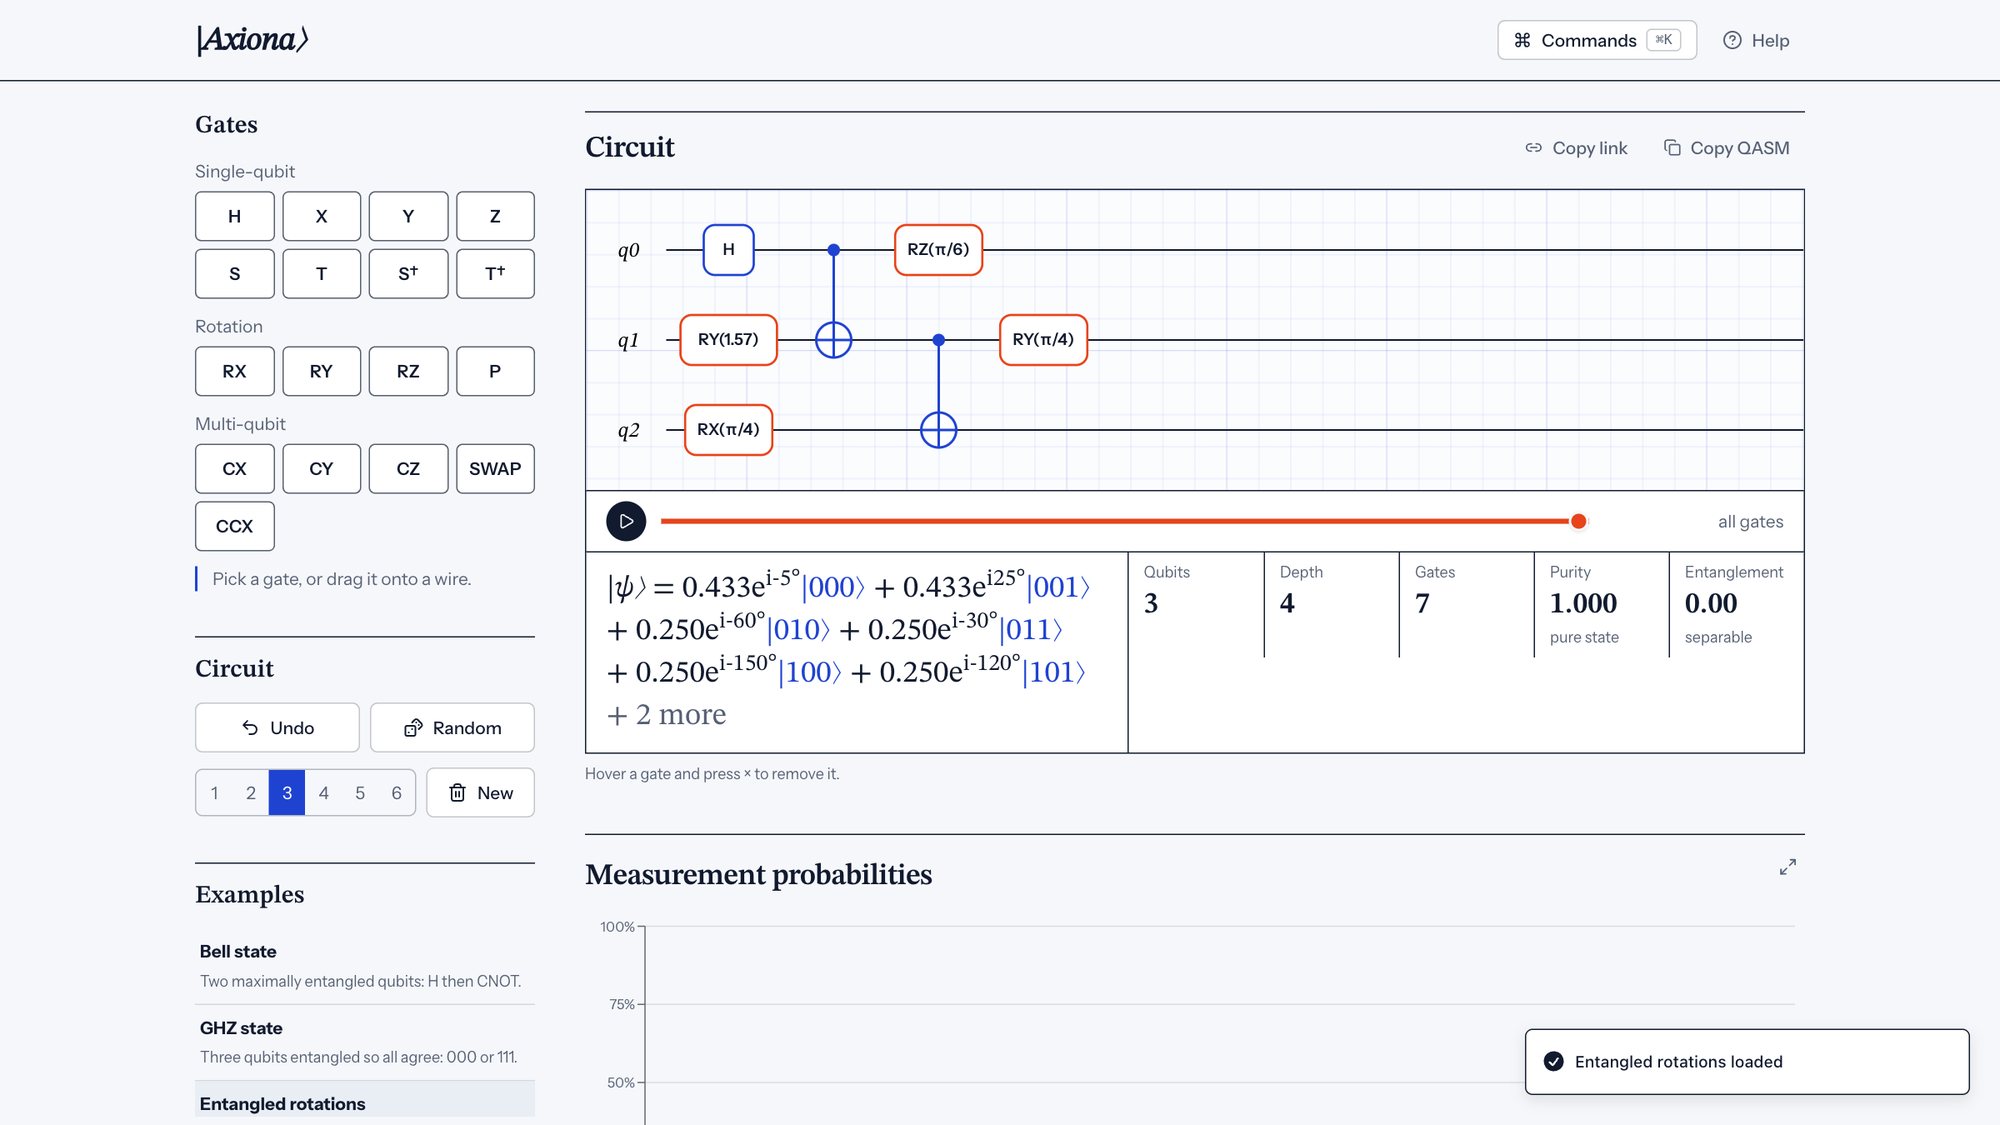 |Axiona⟩
⌘ Commands ⌘K
Help
Gates
Single-qubit
H X Y Z
S T S† T†
Rotation
RX RY RZ P
Multi-qubit
CX CY CZ SWAP
CCX
Pick a gate, or drag it onto a wire.
Circuit
Undo Random
1 2 3 4 5 6 New
Examples
Bell state
Two maximally entangled qubits: H then CNOT.
GHZ state
Three qubits entangled so all agree: 000 or 111.
Entangled rotations
Circuit
Copy link Copy QASM
q0 H RZ(π/6)
q1 RY(1.57) RY(π/4)
q2 RX(π/4)
all gates
|ψ⟩ = 0.433e^i-5°|000⟩ + 0.433e^i25°|001⟩
+ 0.250e^i-60°|010⟩ + 0.250e^i-30°|011⟩
+ 0.250e^i-150°|100⟩ + 0.250e^i-120°|101⟩
+ 2 more
Qubits
3
Depth
4
Gates
7
Purity
1.000
pure state
Entanglement
0.00
separable
Hover a gate and press × to remove it.
Measurement probabilities
100%
75%
50%
Entangled rotations loaded